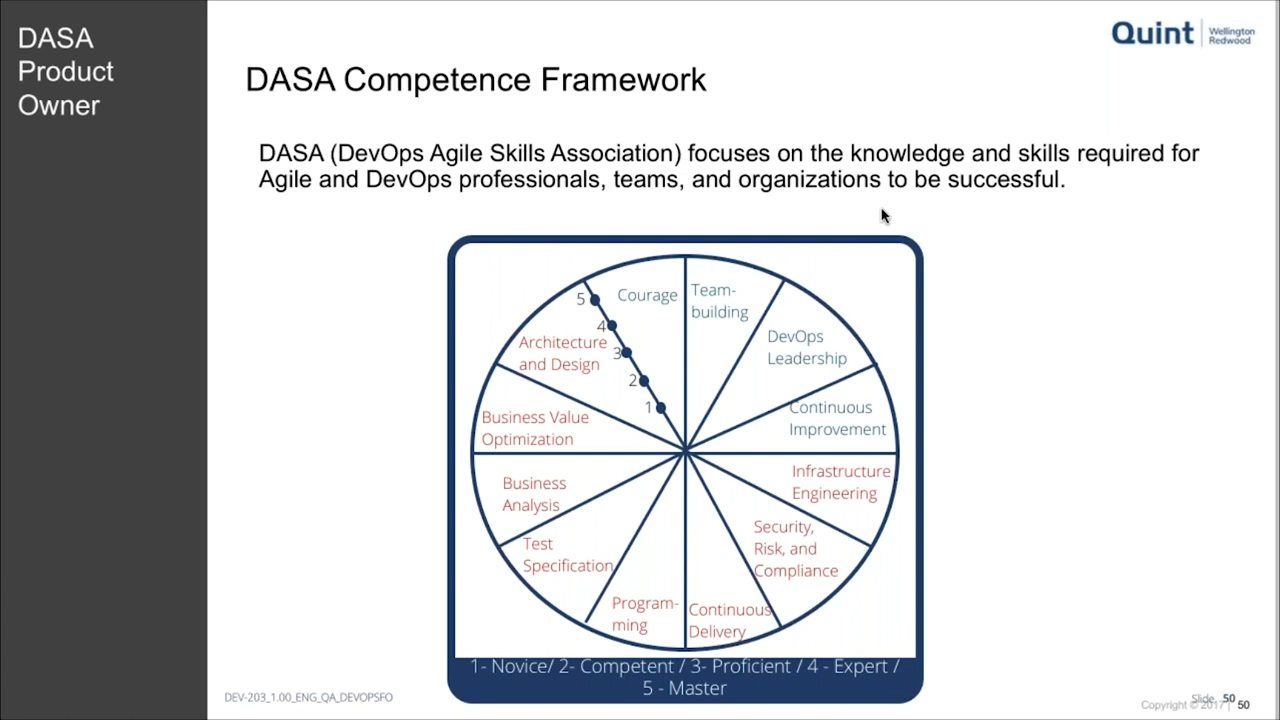 DASA
Product
Owner
Quint
Wellington
Redwood
DASA Competence Framework
DASA (DevOps Agile Skills Association) focuses on the knowledge and skills required for
Agile and DevOps professionals, teams, and organizations to be successful.
Courage
Team-
building
DevOps
Leadership
Continuous
Improvement
Infrastructure
Engineering
Security,
Risk, and
Compliance
Continuous
Delivery
Program-
ming
Test
Specification
Business
Analysis
Business Value
Optimization
Architecture
and Design
5
4
3
2
1
1- Novice/ 2- Competent / 3- Proficient / 4 - Expert /
5 - Master
DEV-203_1.00_ENG_QA_DEVOPSFO
Slide 50
Copyright © 2017 | 50